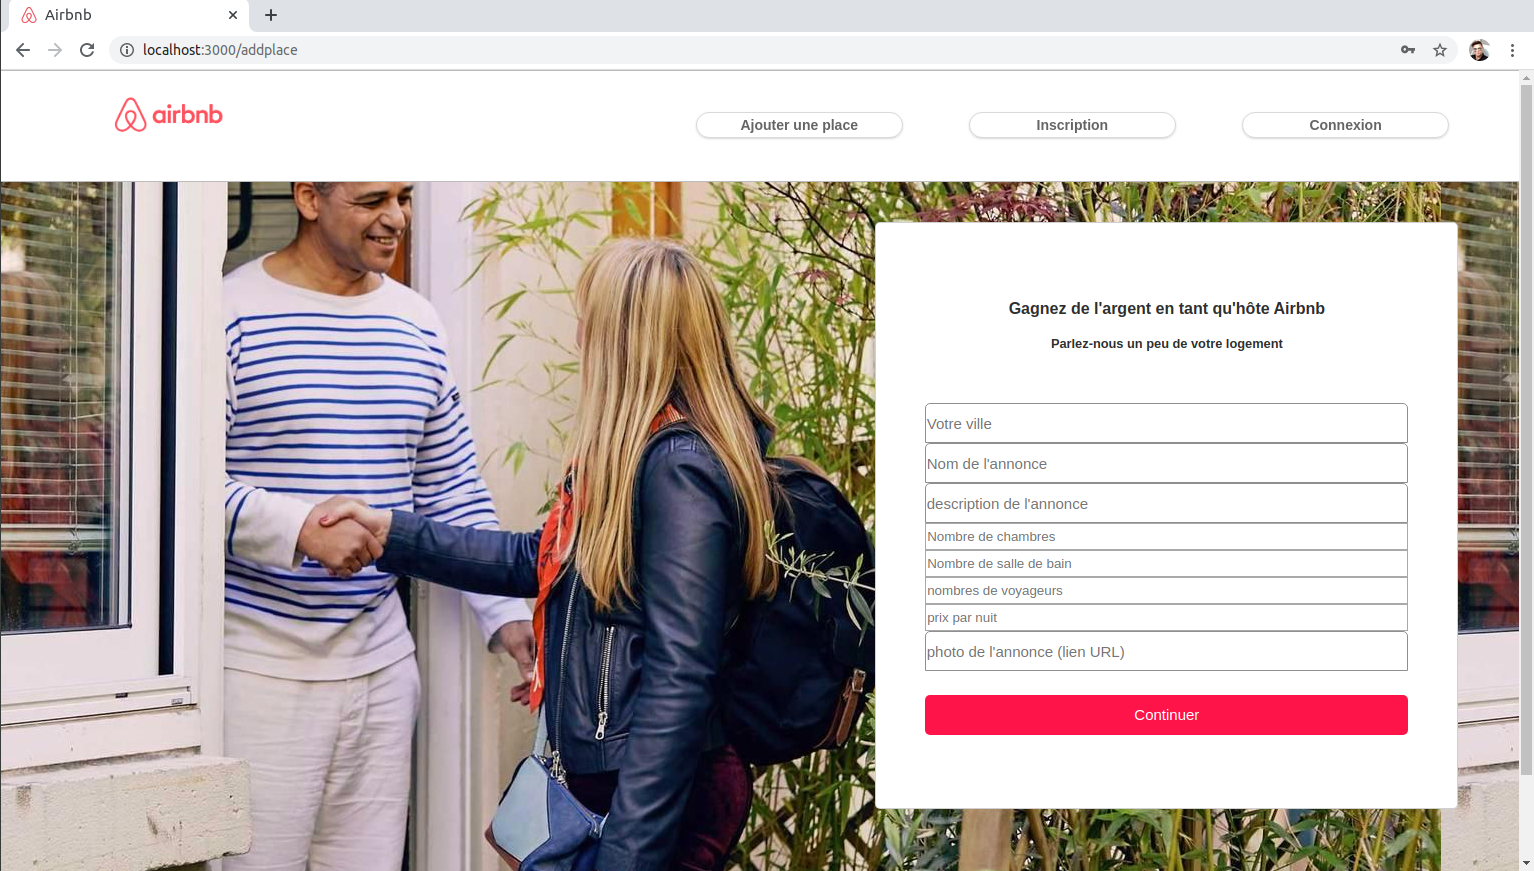 Airbnb
localhost:3000/addplace
airbnb
Ajouter une place
Inscription
Connexion
Gagnez de l'argent en tant qu'hôte Airbnb
Parlez-nous un peu de votre logement
Votre ville
Nom de l'annonce
description de l'annonce
Nombre de chambres
Nombre de salle de bain
nombres de voyageurs
prix par nuit
photo de l'annonce (lien URL)
Continuer